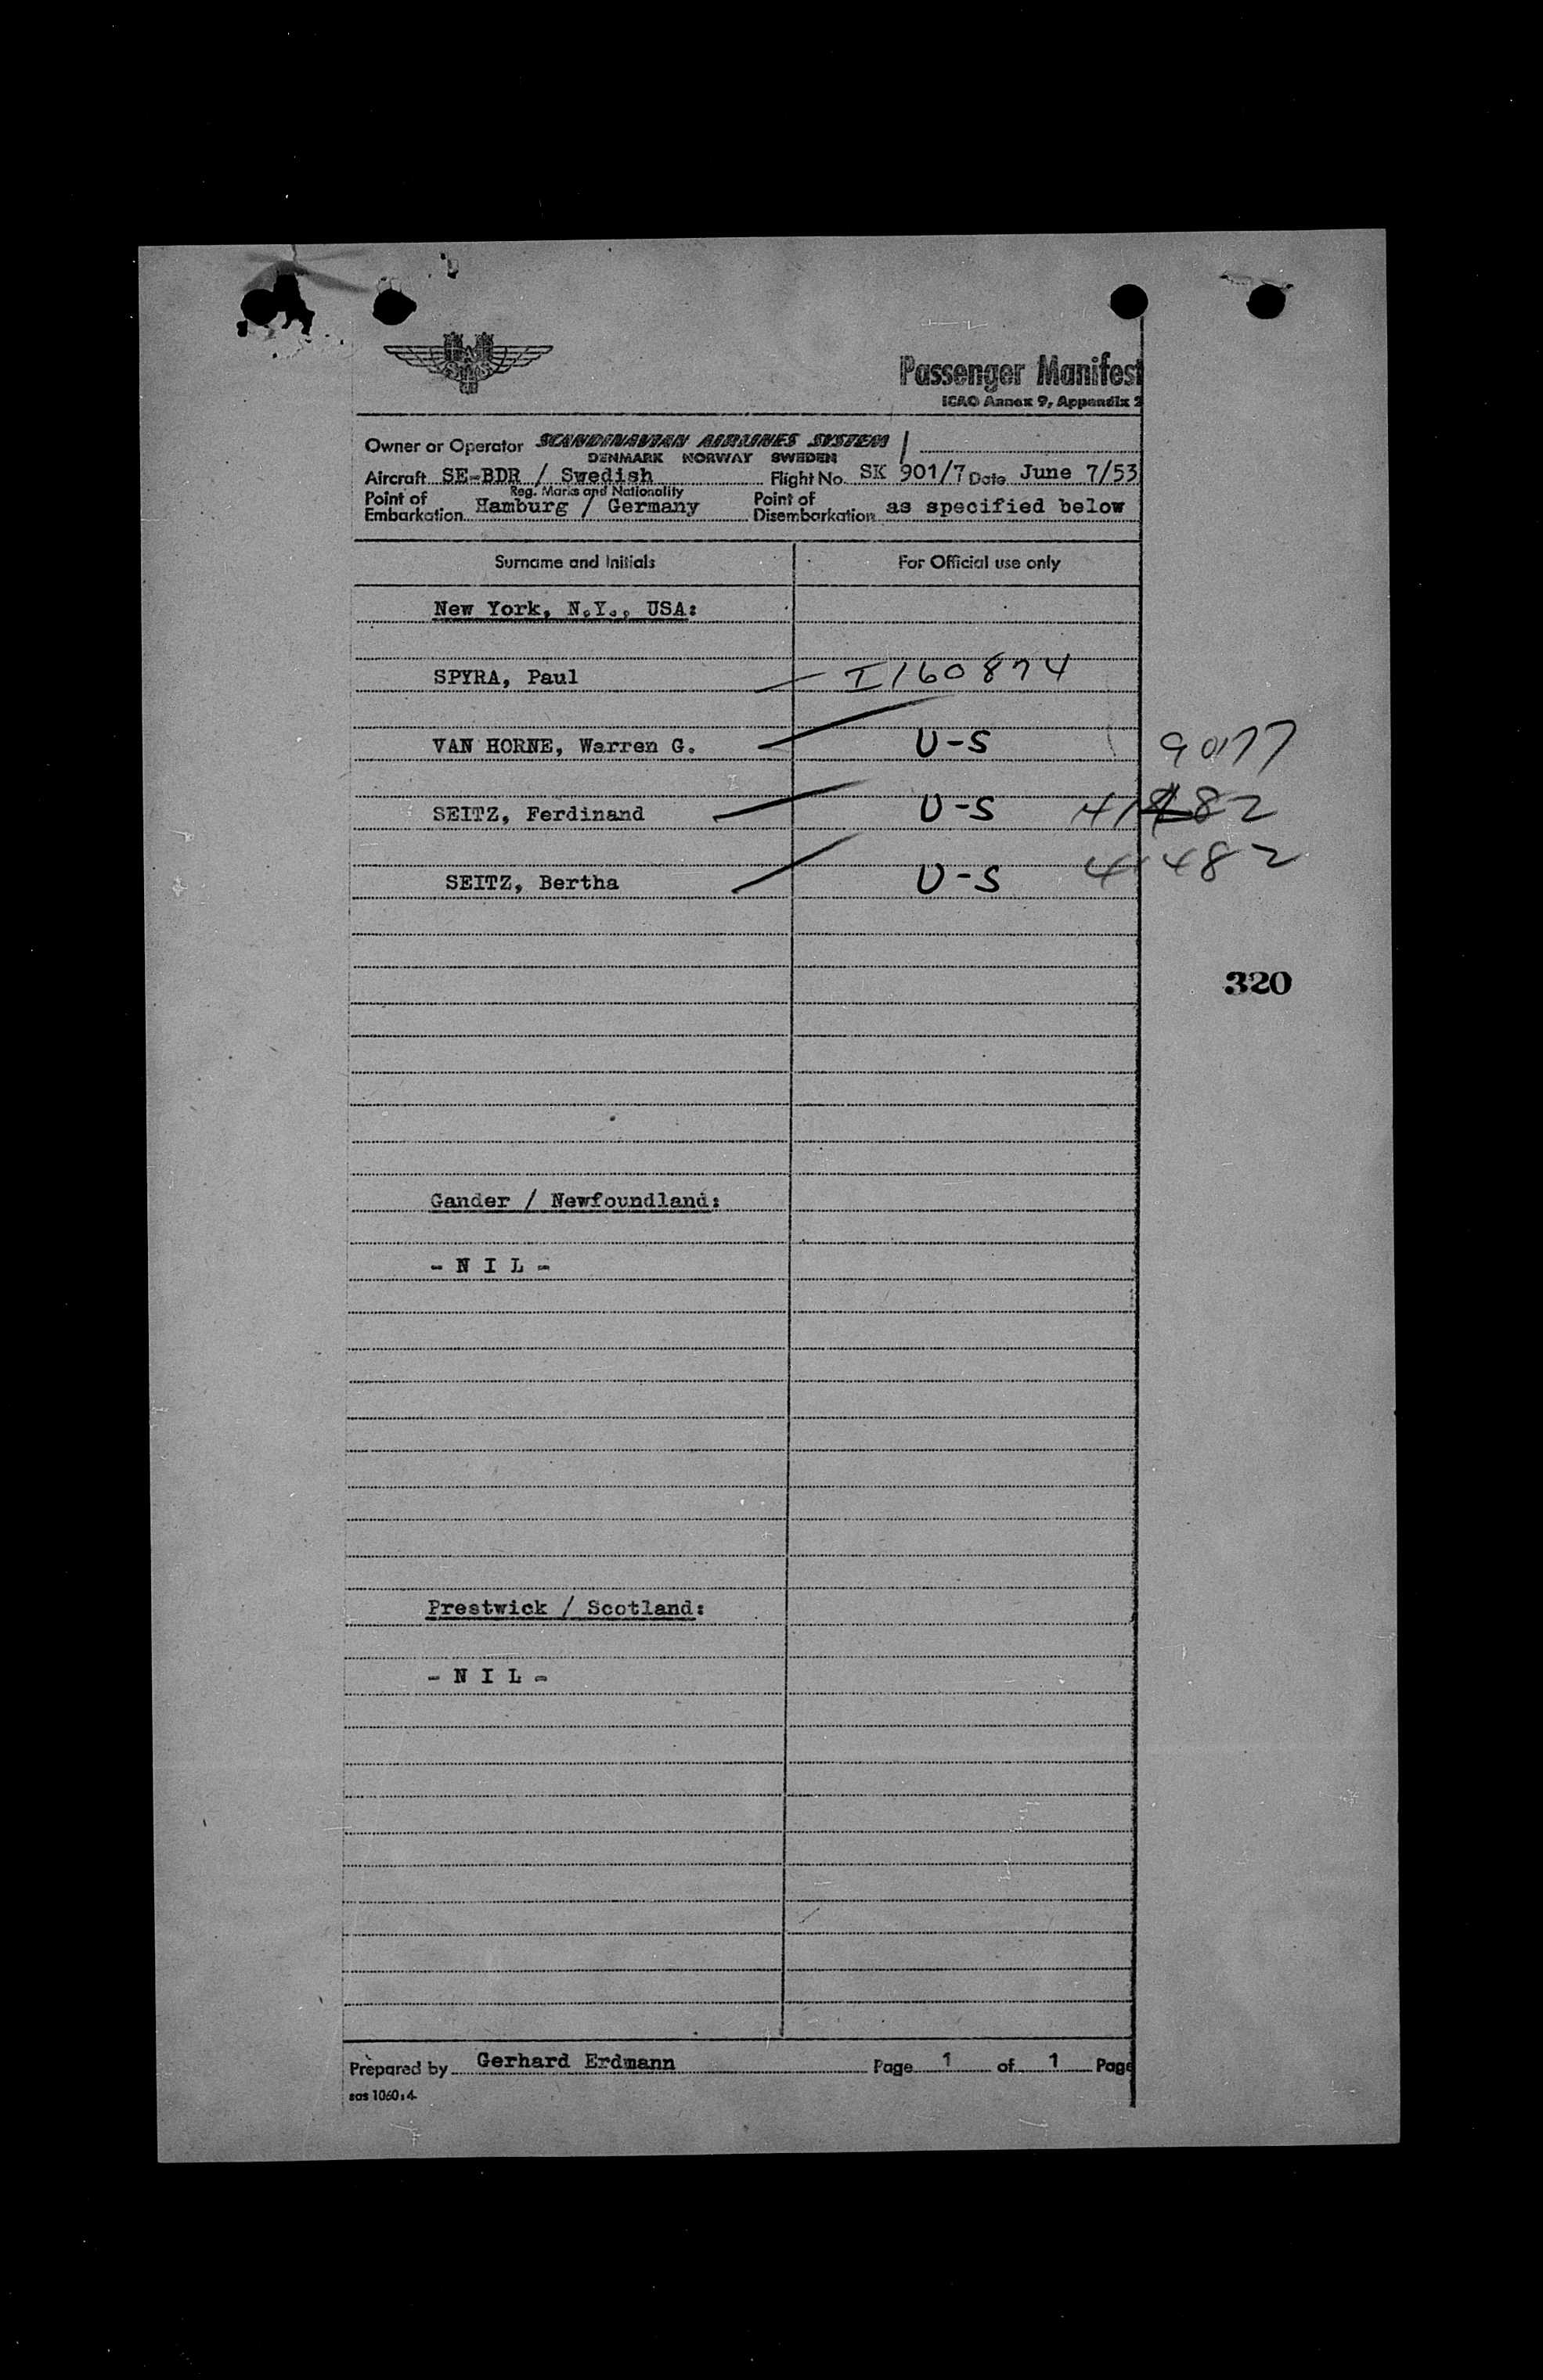 SAS
Passenger Manifest
ICAO Annex 9, Appendix 2
Owner or Operator SCANDINAVIAN AIRLINES SYSTEM
DENMARK NORWAY SWEDEN
Aircraft SE-BDR / Swedish Flight No. SK 901/7 Date June 7/53
Reg. Marks and Nationality
Point of Embarkation Hamburg / Germany Point of Disembarkation as specified below
Surname and Initials For Official use only
New York, N.Y., USA:
SPYRA, Paul I160874
VAN HORNE, Warren G. U-S 90177
SEITZ, Ferdinand U-S 41482
SEITZ, Bertha U-S 41482
320
Gander / Newfoundland:
- N I L -
Prestwick / Scotland:
- N I L -
Prepared by Gerhard Erdmann Page 1 of 1 Page
sas 1060:4